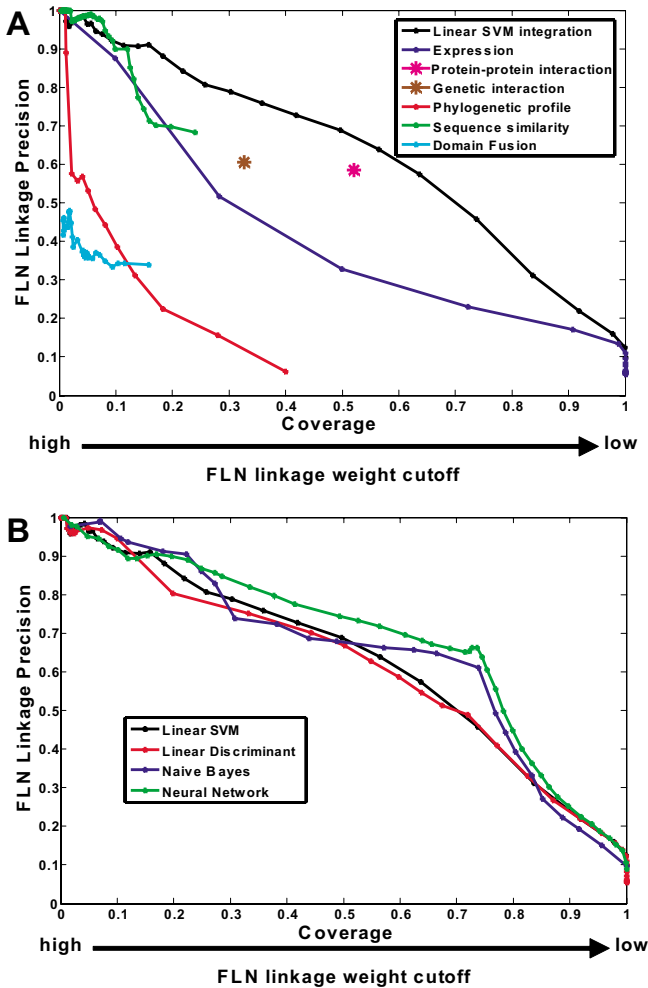 A
FLN Linkage Precision
1
0.9
0.8
0.7
0.6
0.5
0.4
0.3
0.2
0.1
0
Linear SVM integration
Expression
Protein-protein interaction
Genetic interaction
Phylogenetic profile
Sequence similarity
Domain Fusion
0 0.1 0.2 0.3 0.4 0.5 0.6 0.7 0.8 0.9 1
Coverage
high low
FLN linkage weight cutoff
B
FLN Linkage Precision
1
0.9
0.8
0.7
0.6
0.5
0.4
0.3
0.2
0.1
0
Linear SVM
Linear Discriminant
Naive Bayes
Neural Network
0 0.1 0.2 0.3 0.4 0.5 0.6 0.7 0.8 0.9 1
Coverage
high low
FLN linkage weight cutoff